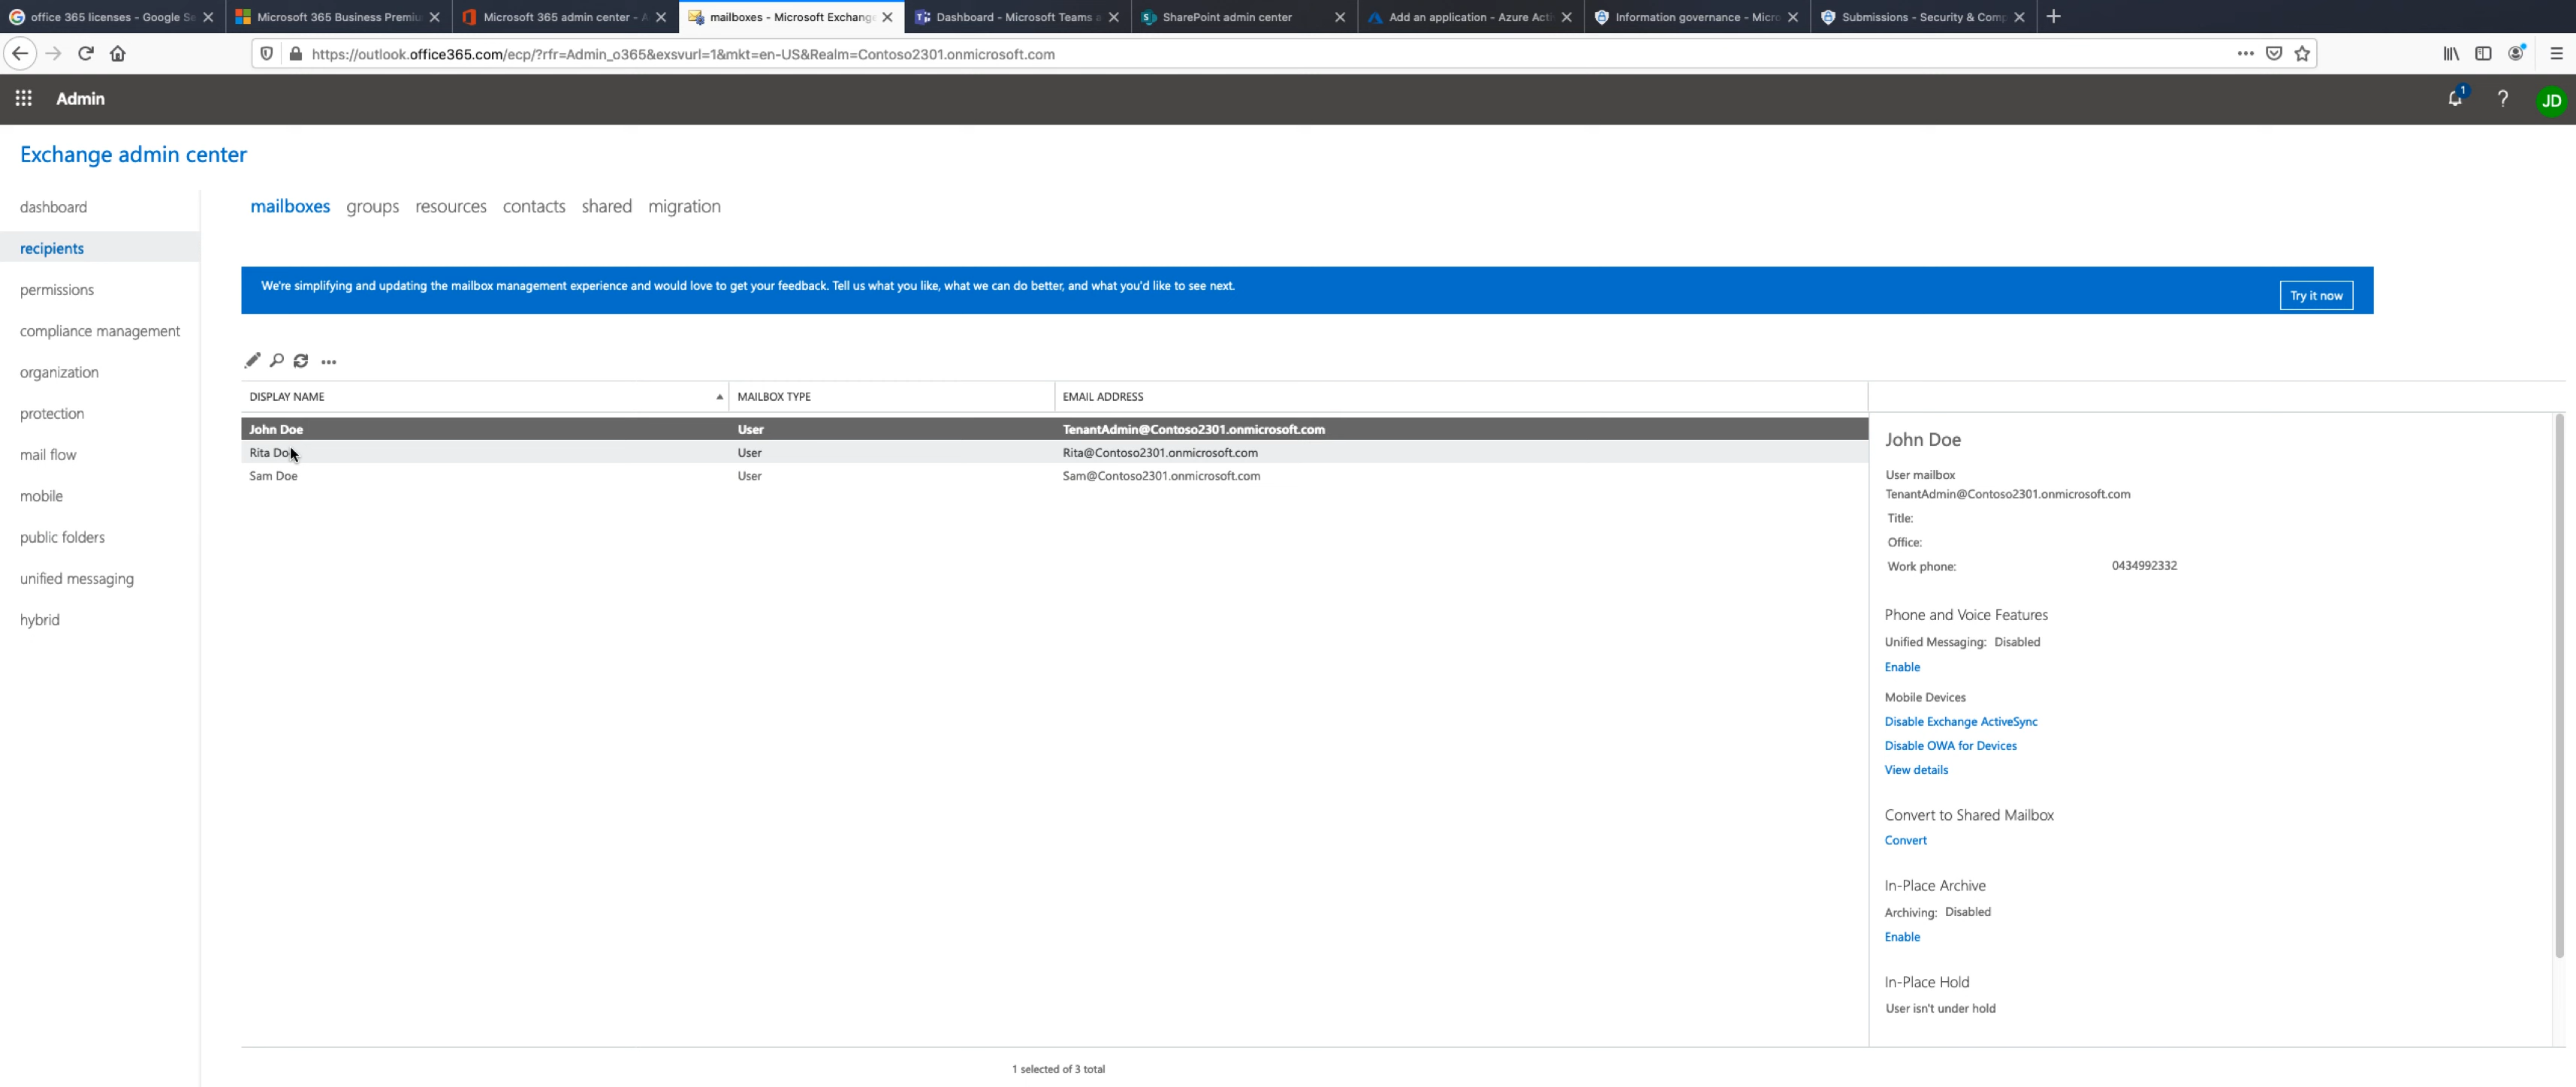 office 365 licenses - Google Se
Microsoft 365 Business Premiu
Microsoft 365 admin center - A
mailboxes - Microsoft Exchange
Dashboard - Microsoft Teams a
SharePoint admin center
Add an application - Azure Acti
Information governance - Micro
Submissions - Security & Comp
https://outlook.office365.com/ecp/?rfr=Admin_o365&exsvurl=1&mkt=en-US&Realm=Contoso2301.onmicrosoft.com
Admin
1
?
JD
Exchange admin center
dashboard
recipients
permissions
compliance management
organization
protection
mail flow
mobile
public folders
unified messaging
hybrid
mailboxes groups resources contacts shared migration
We're simplifying and updating the mailbox management experience and would love to get your feedback. Tell us what you like, what we can do better, and what you'd like to see next.
Try it now
DISPLAY NAME MAILBOX TYPE EMAIL ADDRESS
John Doe User TenantAdmin@Contoso2301.onmicrosoft.com
Rita Doe User Rita@Contoso2301.onmicrosoft.com
Sam Doe User Sam@Contoso2301.onmicrosoft.com
John Doe
User mailbox
TenantAdmin@Contoso2301.onmicrosoft.com
Title:
Office:
Work phone: 0434992332
Phone and Voice Features
Unified Messaging: Disabled
Enable
Mobile Devices
Disable Exchange ActiveSync
Disable OWA for Devices
View details
Convert to Shared Mailbox
Convert
In-Place Archive
Archiving: Disabled
Enable
In-Place Hold
User isn't under hold
1 selected of 3 total